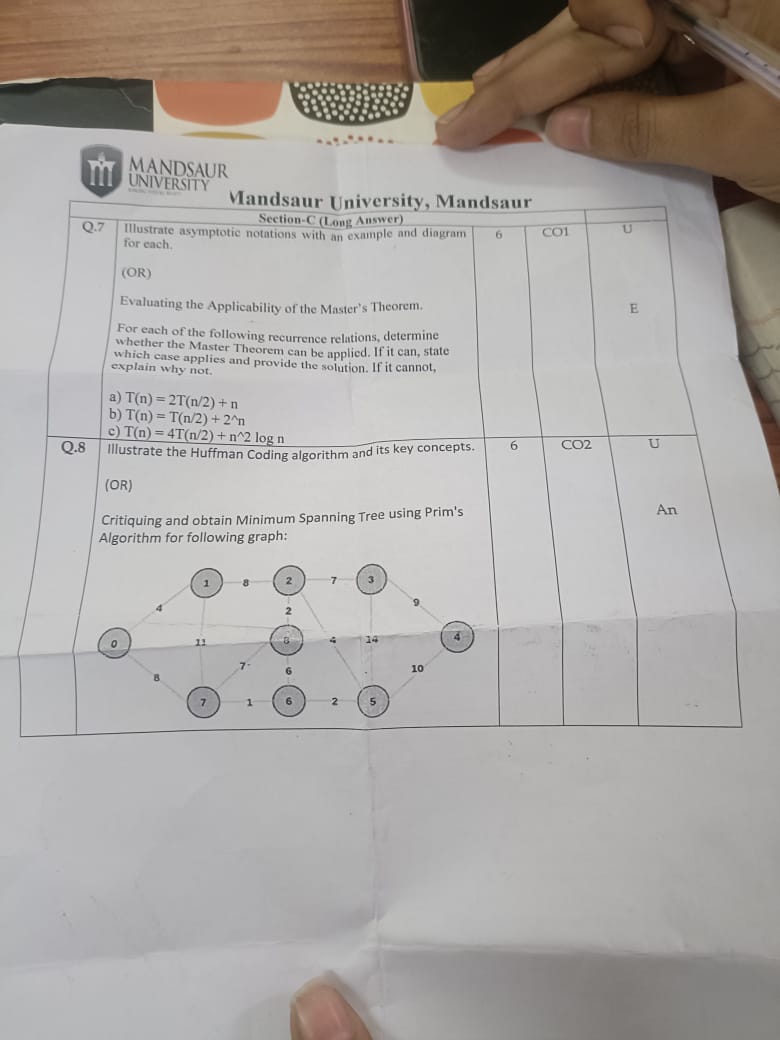 MANDSAUR
UNIVERSITY
Mandsaur University, Mandsaur
Section-C (Long Answer)
Q.7 Illustrate asymptotic notations with an example and diagram 6 CO1 U
for each.
(OR)
Evaluating the Applicability of the Master's Theorem. E
For each of the following recurrence relations, determine
whether the Master Theorem can be applied. If it can, state
which case applies and provide the solution. If it cannot,
explain why not.
a) T(n) = 2T(n/2) + n
b) T(n) = T(n/2) + 2^n
c) T(n) = 4T(n/2) + n^2 log n
Q.8 Illustrate the Huffman Coding algorithm and its key concepts. 6 CO2 U
(OR)
An
Critiquing and obtain Minimum Spanning Tree using Prim's
Algorithm for following graph:
1 8 2 7 3
4 2 9
0 11 8 4 14 4
8 7 6 10
7 1 6 2 5